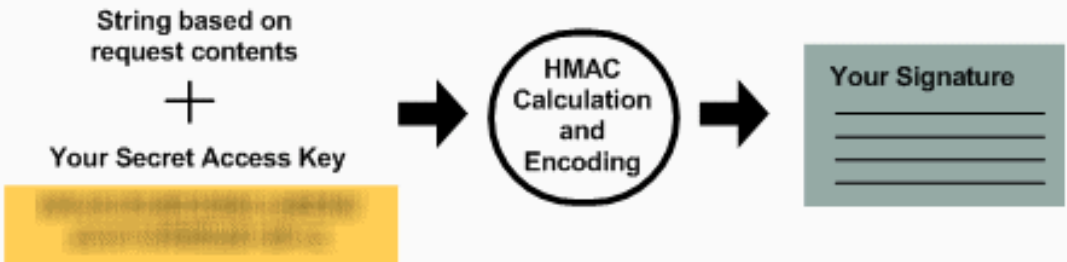 String based on
request contents
+
Your Secret Access Key
HMAC
Calculation
and
Encoding
Your Signature